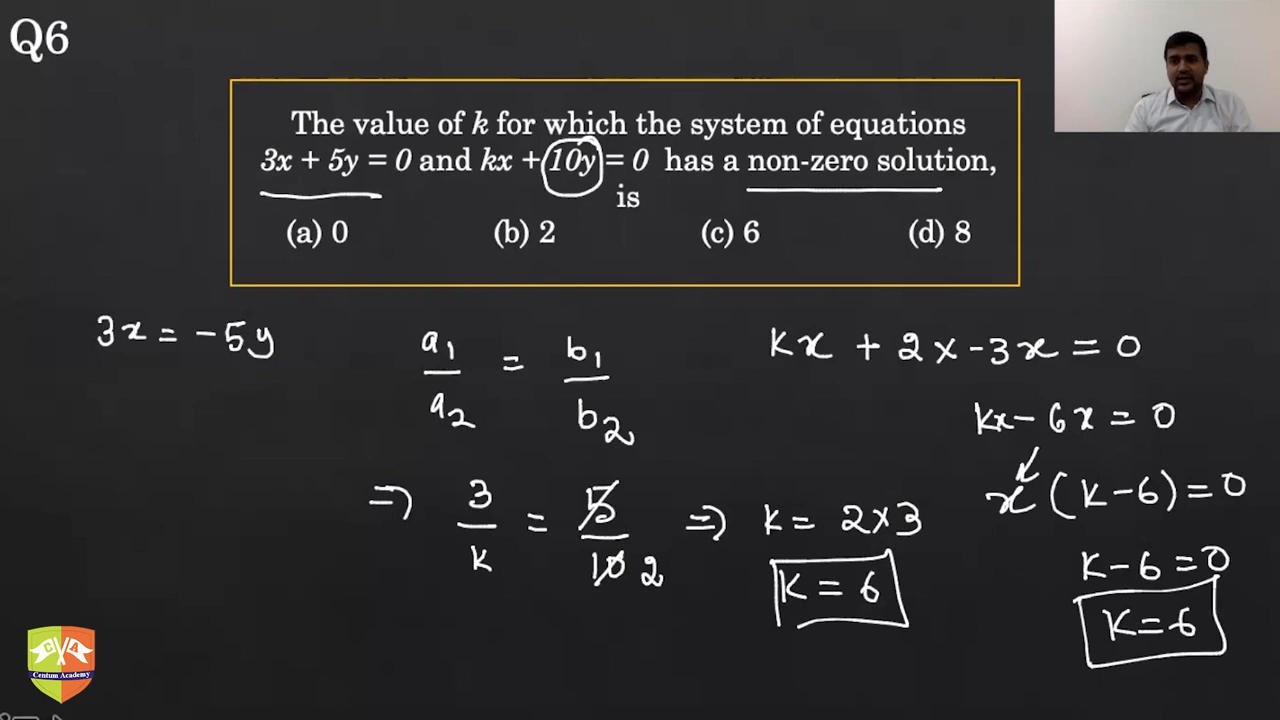 Q6
The value of k for which the system of equations
3x + 5y = 0 and kx + 10y = 0 has a non-zero solution,
is
(a) 0 (b) 2 (c) 6 (d) 8
3x = -5y
a1/a2 = b1/b2
=> 3/k = 5/10 2 => k = 2×3
k = 6
kx + 2x-3x = 0
kx - 6x = 0
x (k-6) = 0
k-6 = 0
k=6
C A
Centum Academy